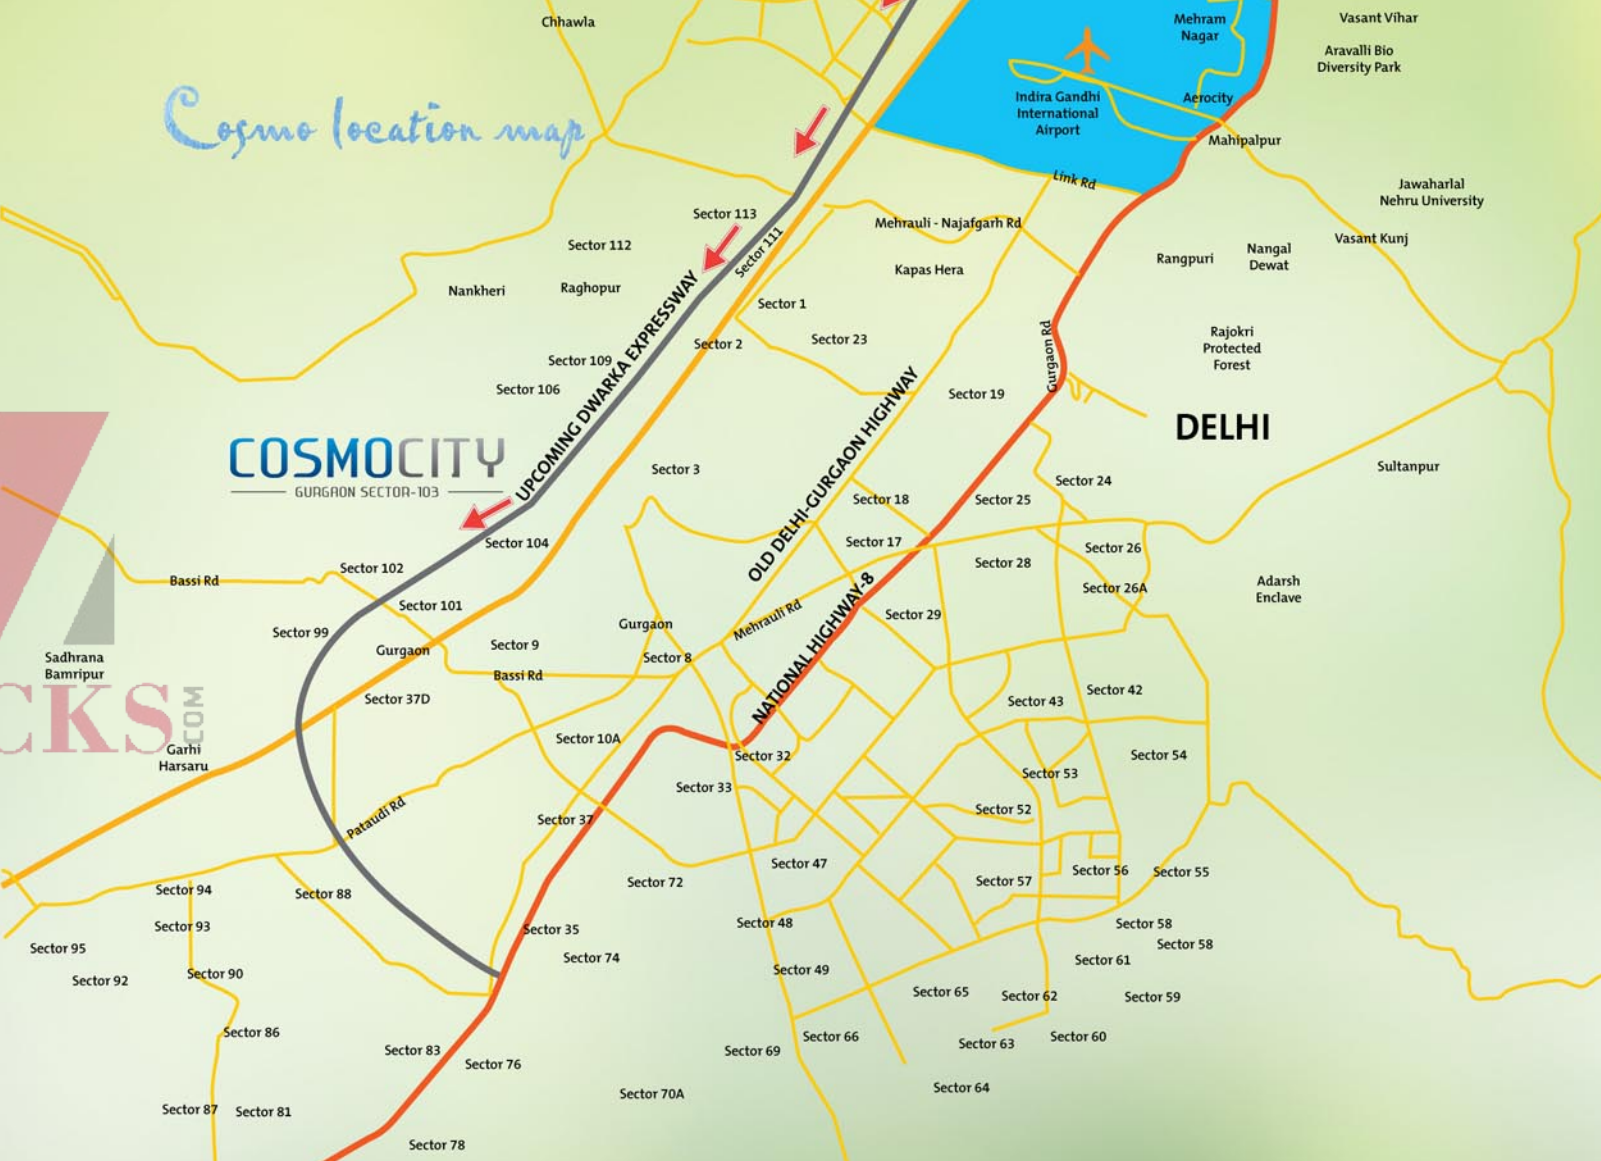 Chhawla
Mehram
Nagar
Vasant Vihar
Aravalli Bio
Diversity Park
Cosmo location map
Indira Gandhi
International
Airport
Aerocity
Mahipalpur
Link Rd
Jawaharlal
Nehru University
Sector 113
Mehrauli - Najafgarh Rd
Vasant Kunj
Sector 112
Sector 111
Rangpuri
Nangal
Dewat
Kapas Hera
Nankheri
Raghopur
Sector 1
UPCOMING DWARKA EXPRESSWAY
Sector 2
Sector 23
Gurgaon Rd
Rajokri
Protected
Forest
Sector 109
Sector 106
Sector 19
DELHI
COSMOCITY
GURGAON SECTOR-103
Sector 3
OLD DELHI-GURGAON HIGHWAY
Sultanpur
Sector 24
Sector 18
Sector 25
Sector 104
Sector 17
Sector 26
Sector 102
Sector 28
Bassi Rd
Sector 26A
Adarsh
Enclave
Sector 101
Sector 29
Mehrauli Rd
NATIONAL HIGHWAY-8
Sector 99
Gurgaon
Gurgaon
Sector 9
Sector 8
Sadhrana
Bamripur
Bassi Rd
CKS
.COM
Sector 37D
Sector 43
Sector 42
Sector 10A
Garhi
Harsaru
Sector 32
Sector 54
Sector 53
Sector 33
Pataudi Rd
Sector 37
Sector 52
Sector 47
Sector 72
Sector 57
Sector 56
Sector 55
Sector 94
Sector 88
Sector 93
Sector 35
Sector 48
Sector 58
Sector 58
Sector 95
Sector 74
Sector 61
Sector 92
Sector 90
Sector 49
Sector 65
Sector 62
Sector 59
Sector 86
Sector 66
Sector 60
Sector 63
Sector 83
Sector 76
Sector 69
Sector 64
Sector 70A
Sector 87
Sector 81
Sector 78